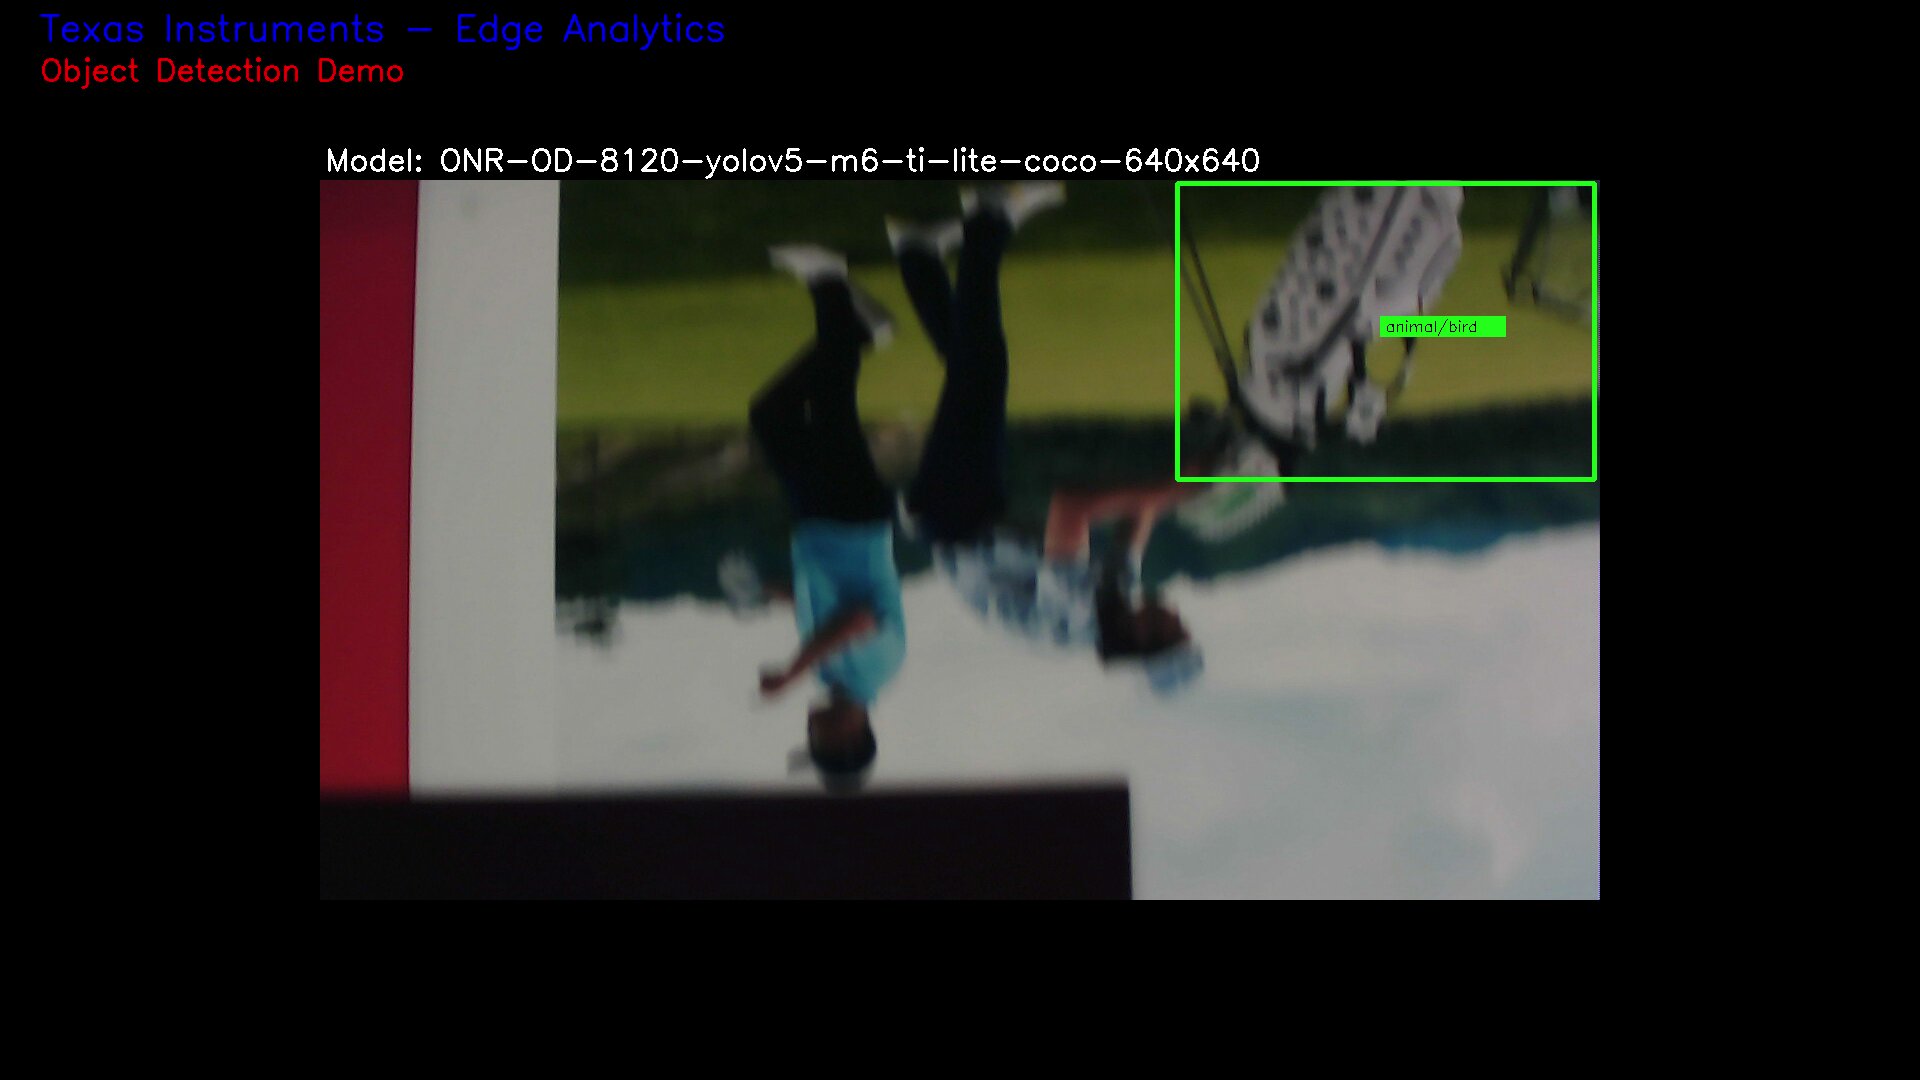 Texas Instruments - Edge Analytics
Object Detection Demo
Model: ONR-OD-8120-yolov5-m6-ti-lite-coco-640x640
animal/bird